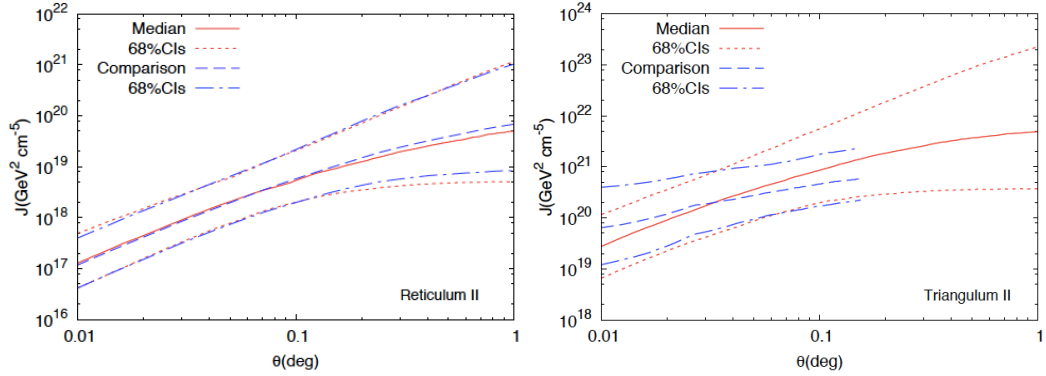 10^22
10^21
10^20
10^19
10^18
10^17
10^16
J(GeV^2 cm^-5)
Median
68%CIs
Comparison
68%CIs
Reticulum II
0.01
0.1
1
θ(deg)
10^24
10^23
10^22
10^21
10^20
10^19
10^18
J(GeV^2 cm^-5)
Median
68%CIs
Comparison
68%CIs
Triangulum II
0.01
0.1
1
θ(deg)